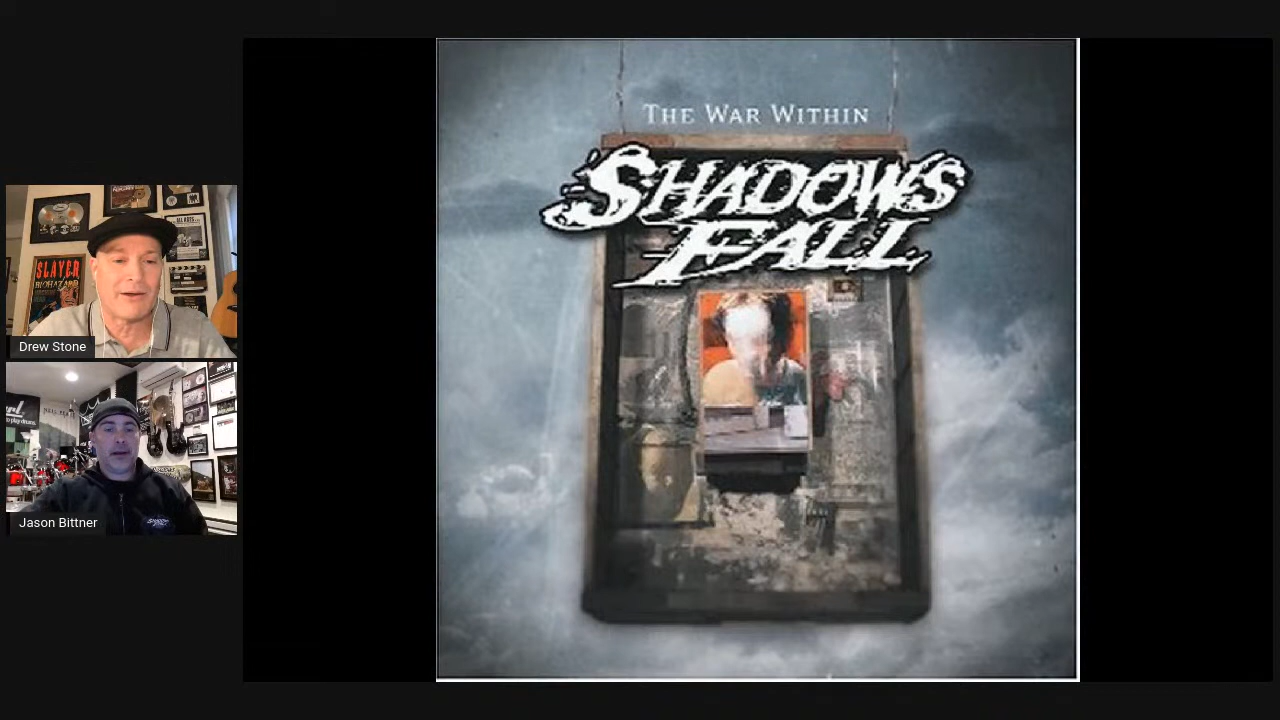 The War Within
SHADOWS
FALL
SLAYER
BIOHAZARD
Drew Stone
Jason Bittner